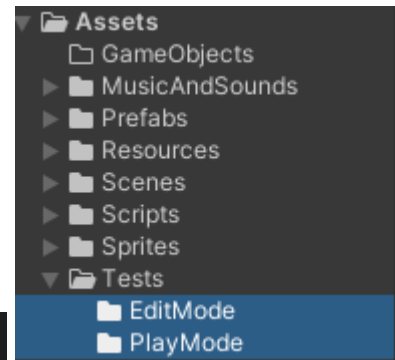 Assets
GameObjects
MusicAndSounds
Prefabs
Resources
Scenes
Scripts
Sprites
Tests
EditMode
PlayMode